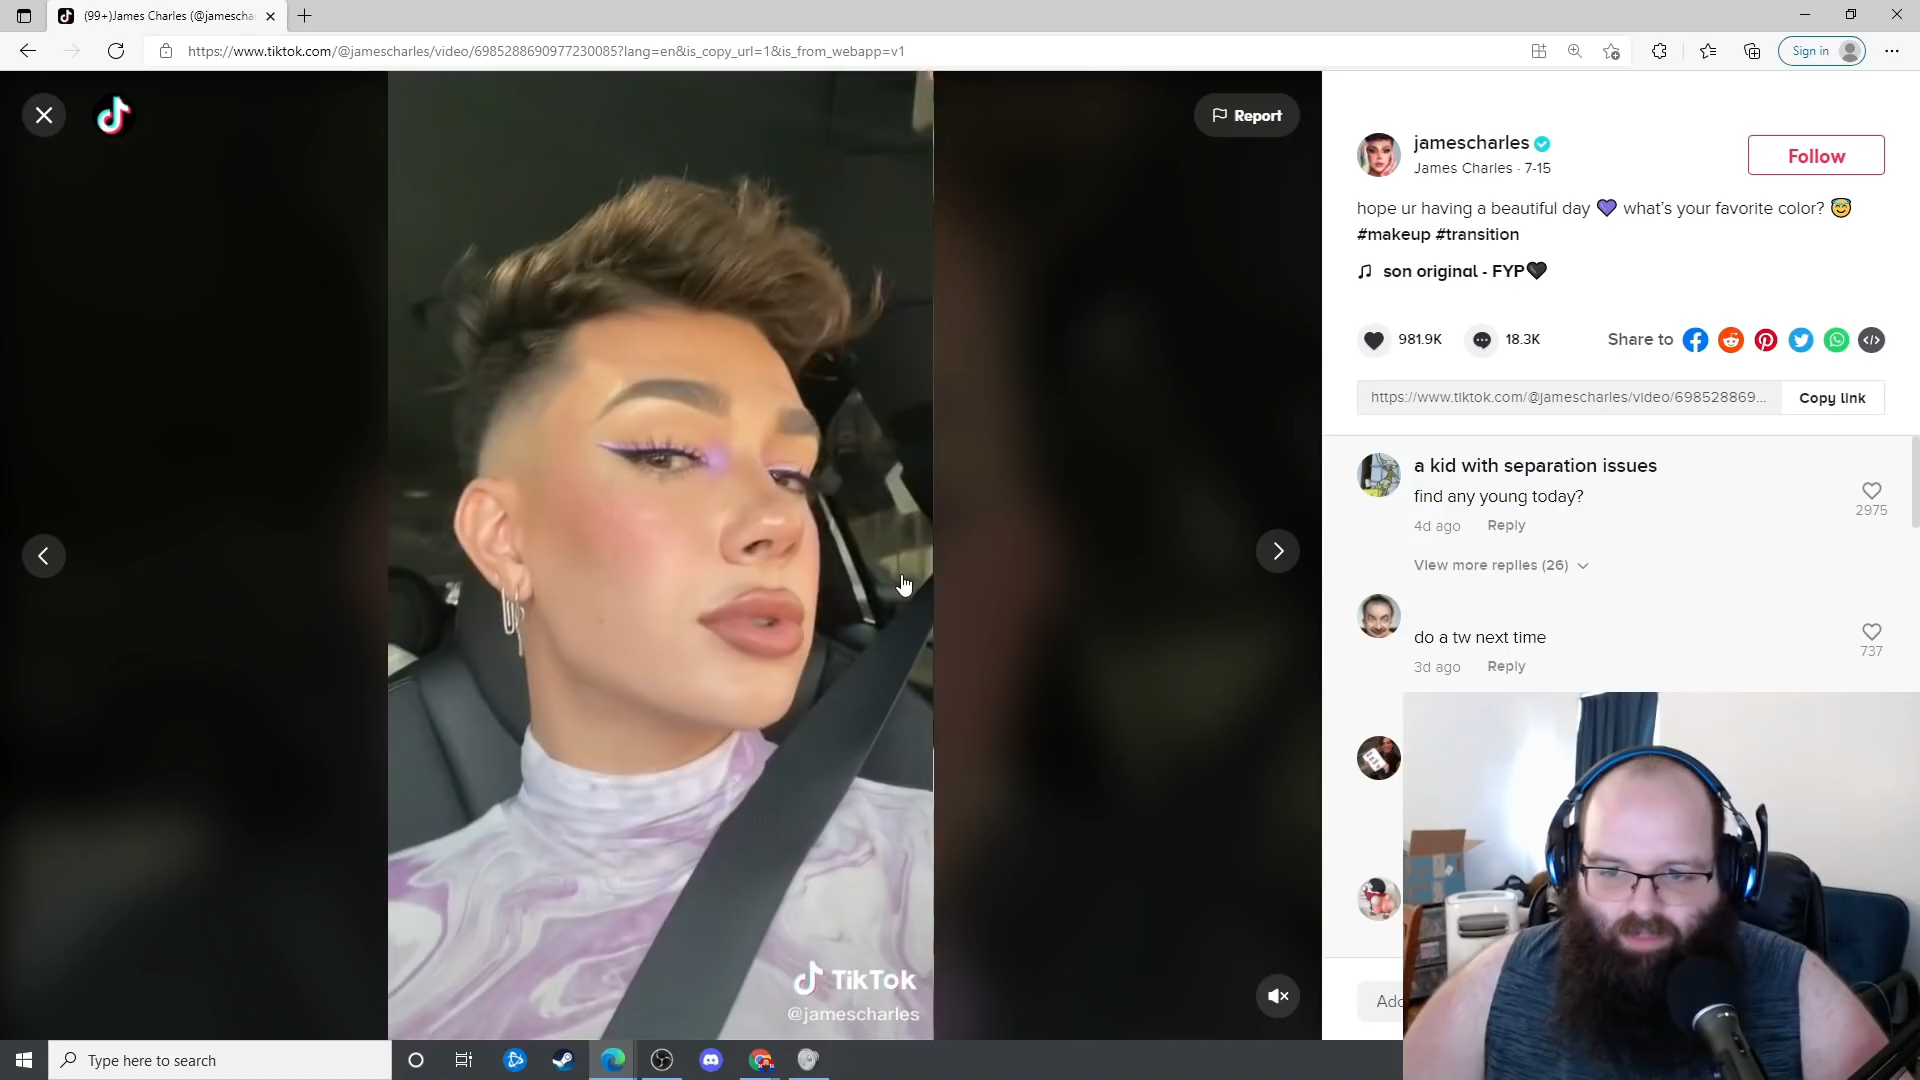 (99+)James Charles (@jamescha
https://www.tiktok.com/@jamescharles/video/6985288690977230085?lang=en&is_copy_url=1&is_from_webapp=v1
Sign in
Report
jamescharles
James Charles · 7-15
Follow
hope ur having a beautiful day 💜 what's your favorite color? 😇
#makeup #transition
son original - FYP🖤
981.9K
18.3K
Share to
https://www.tiktok.com/@jamescharles/video/698528869...
Copy link
a kid with separation issues
find any young today?
2975
4d ago Reply
View more replies (26)
do a tw next time
737
3d ago Reply
TikTok
@jamescharles
Type here to search